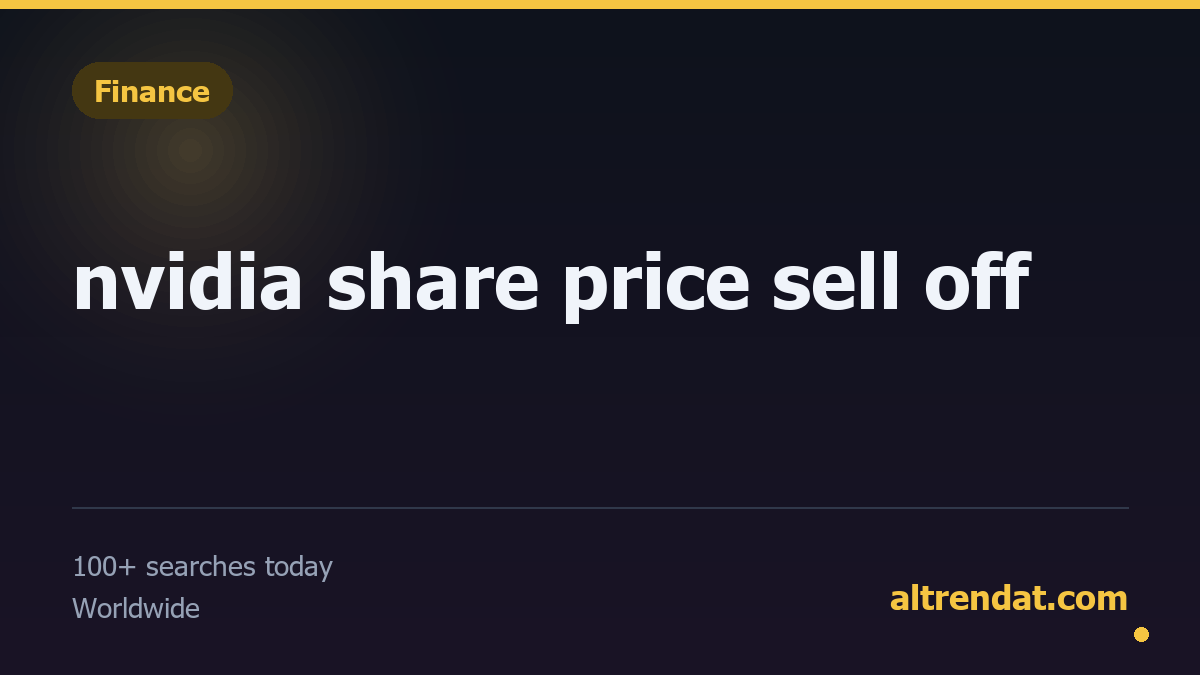 Finance
nvidia share price sell off
100+ searches today
Worldwide
altrendat.com